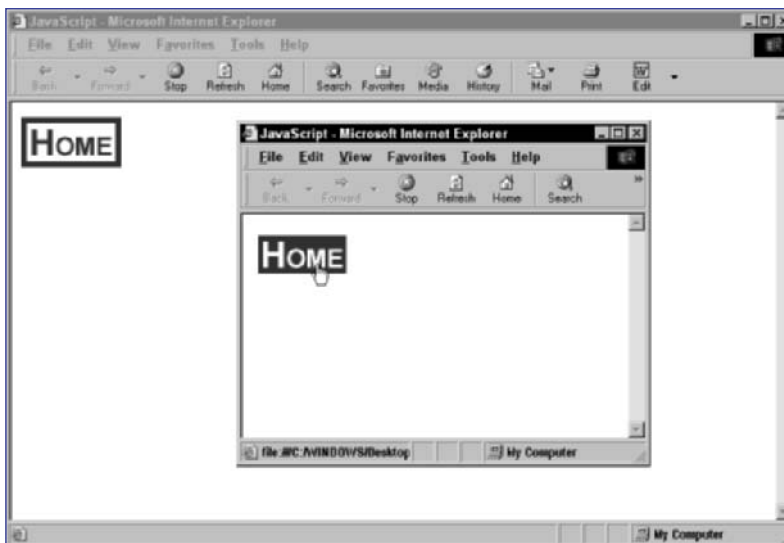 JavaScript - Microsoft Internet Explorer
File Edit View Favorites Tools Help
Back Forward Stop Refresh Home Search Favorites Media History Mail Print Edit
HOME
JavaScript - Microsoft Internet Explorer
File Edit View Favorites Tools Help
Back Forward Stop Refresh Home Search
HOME
file:///C:/WINDOWS/Desktop My Computer
My Computer